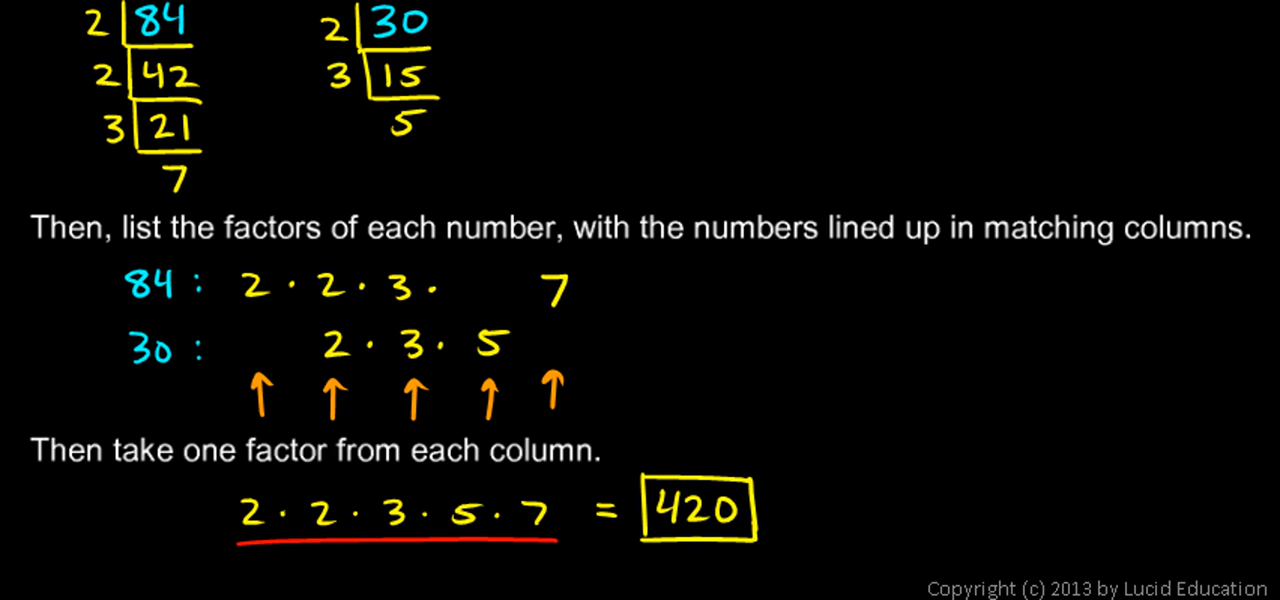 2 84 2 30
2 42 3 15
3 21 5
7
Then, list the factors of each number, with the numbers lined up in matching columns.
84 : 2 · 2 · 3 · 7
30 : 2 · 3 · 5
Then take one factor from each column.
2 · 2 · 3 · 5 · 7 = 420
Copyright (c) 2013 by Lucid Education